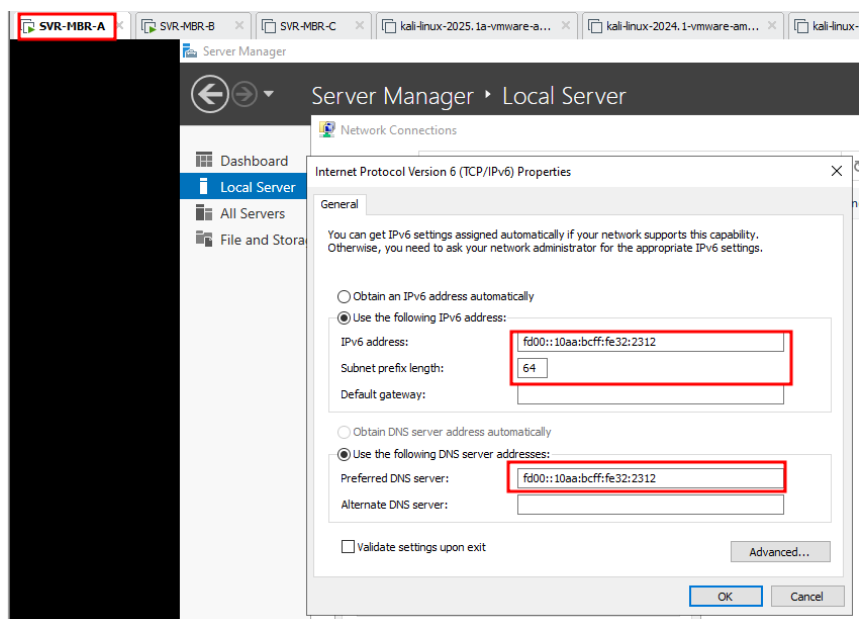 SVR-MBR-A
SVR-MBR-B
SVR-MBR-C
kali-linux-2025.1a-vmware-a...
kali-linux-2024.1-vmware-am...
kali-linux-
Server Manager
Server Manager ‣ Local Server
Network Connections
Dashboard
Local Server
All Servers
File and Stora
Internet Protocol Version 6 (TCP/IPv6) Properties
General
You can get IPv6 settings assigned automatically if your network supports this capability.
Otherwise, you need to ask your network administrator for the appropriate IPv6 settings.
Obtain an IPv6 address automatically
Use the following IPv6 address:
IPv6 address: fd00::10aa:bcff:fe32:2312
Subnet prefix length: 64
Default gateway:
Obtain DNS server address automatically
Use the following DNS server addresses:
Preferred DNS server: fd00::10aa:bcff:fe32:2312
Alternate DNS server:
Validate settings upon exit
Advanced...
OK
Cancel